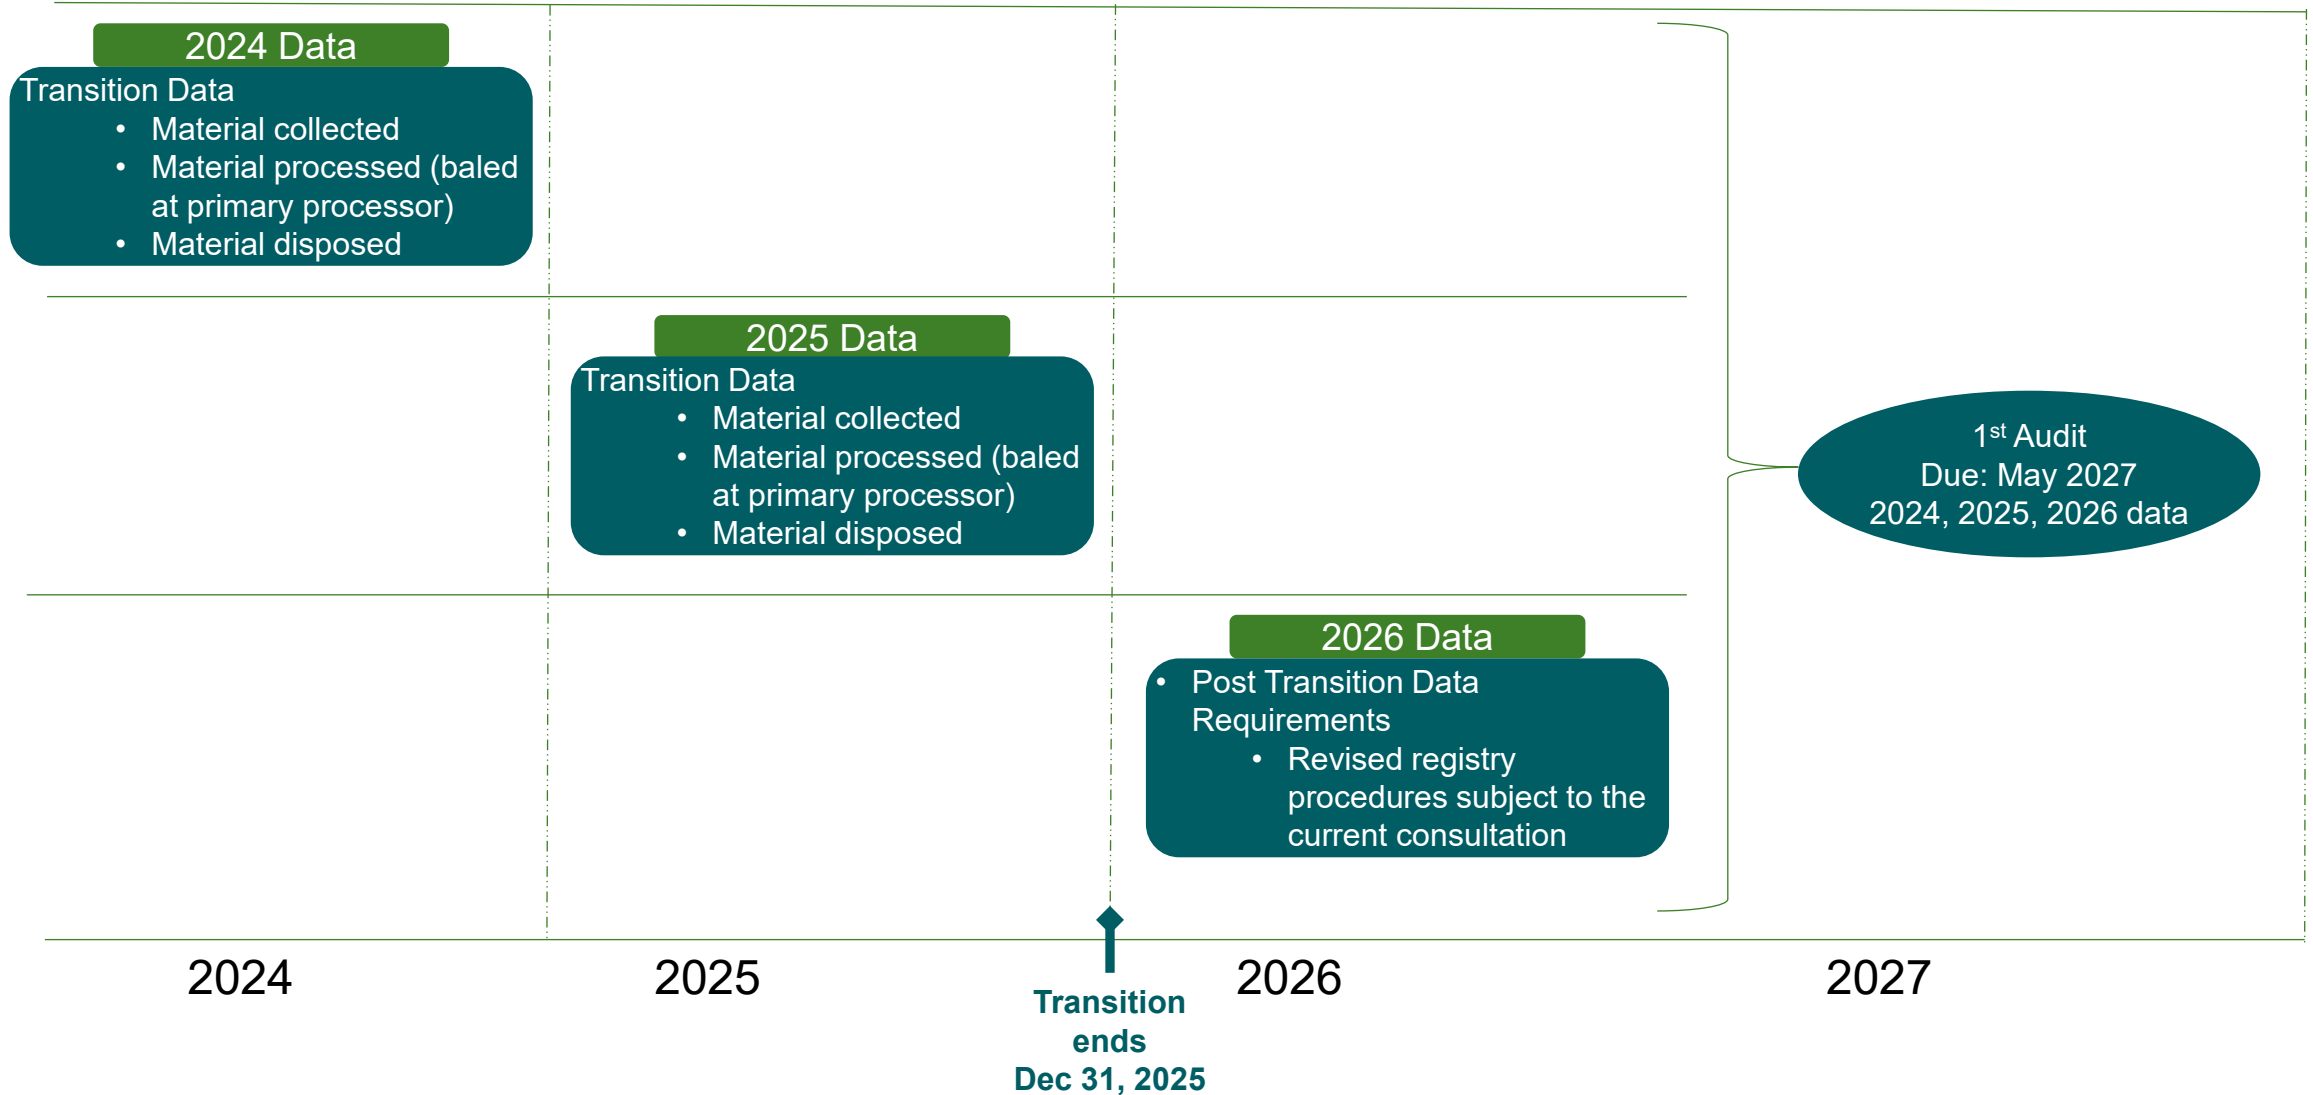 2024 Data
Transition Data
• Material collected
• Material processed (baled
at primary processor)
• Material disposed
2025 Data
Transition Data
• Material collected
• Material processed (baled
at primary processor)
• Material disposed
2026 Data
• Post Transition Data
Requirements
• Revised registry
procedures subject to the
current consultation
1st Audit
Due: May 2027
2024, 2025, 2026 data
2024
2025
2026
2027
Transition
ends
Dec 31, 2025